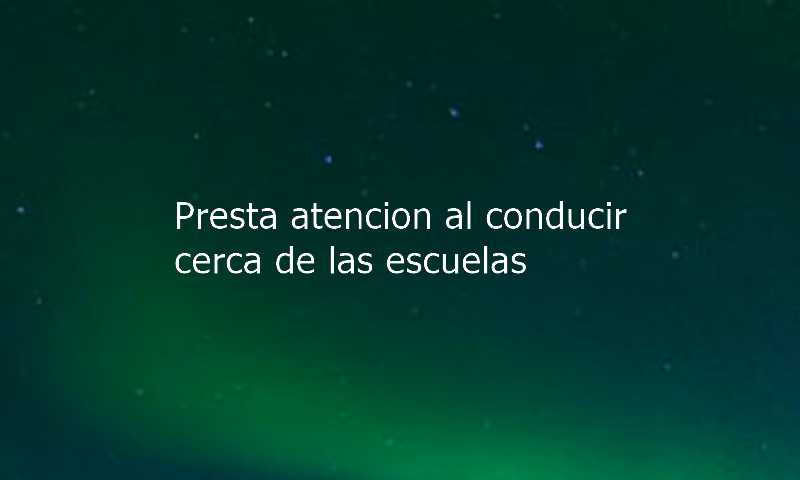 Presta atencion al conducir
cerca de las escuelas